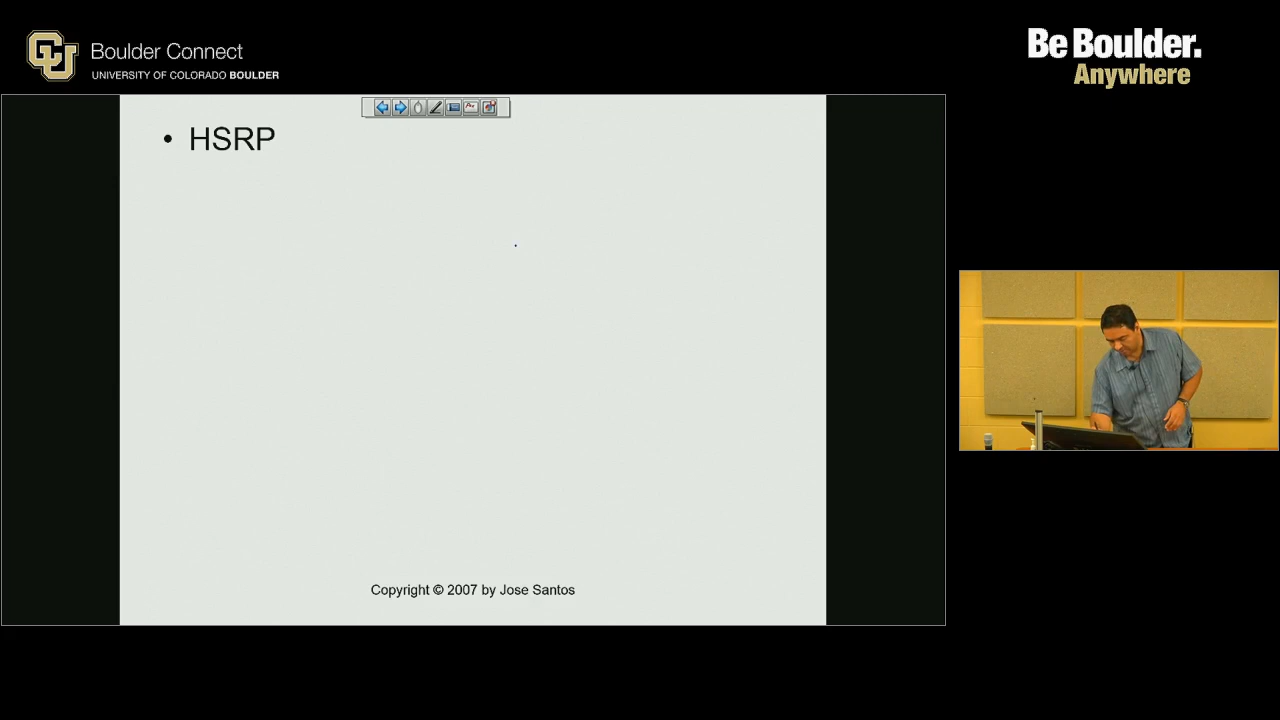 Boulder Connect
UNIVERSITY OF COLORADO BOULDER
Be Boulder.
Anywhere
• HSRP
Copyright © 2007 by Jose Santos